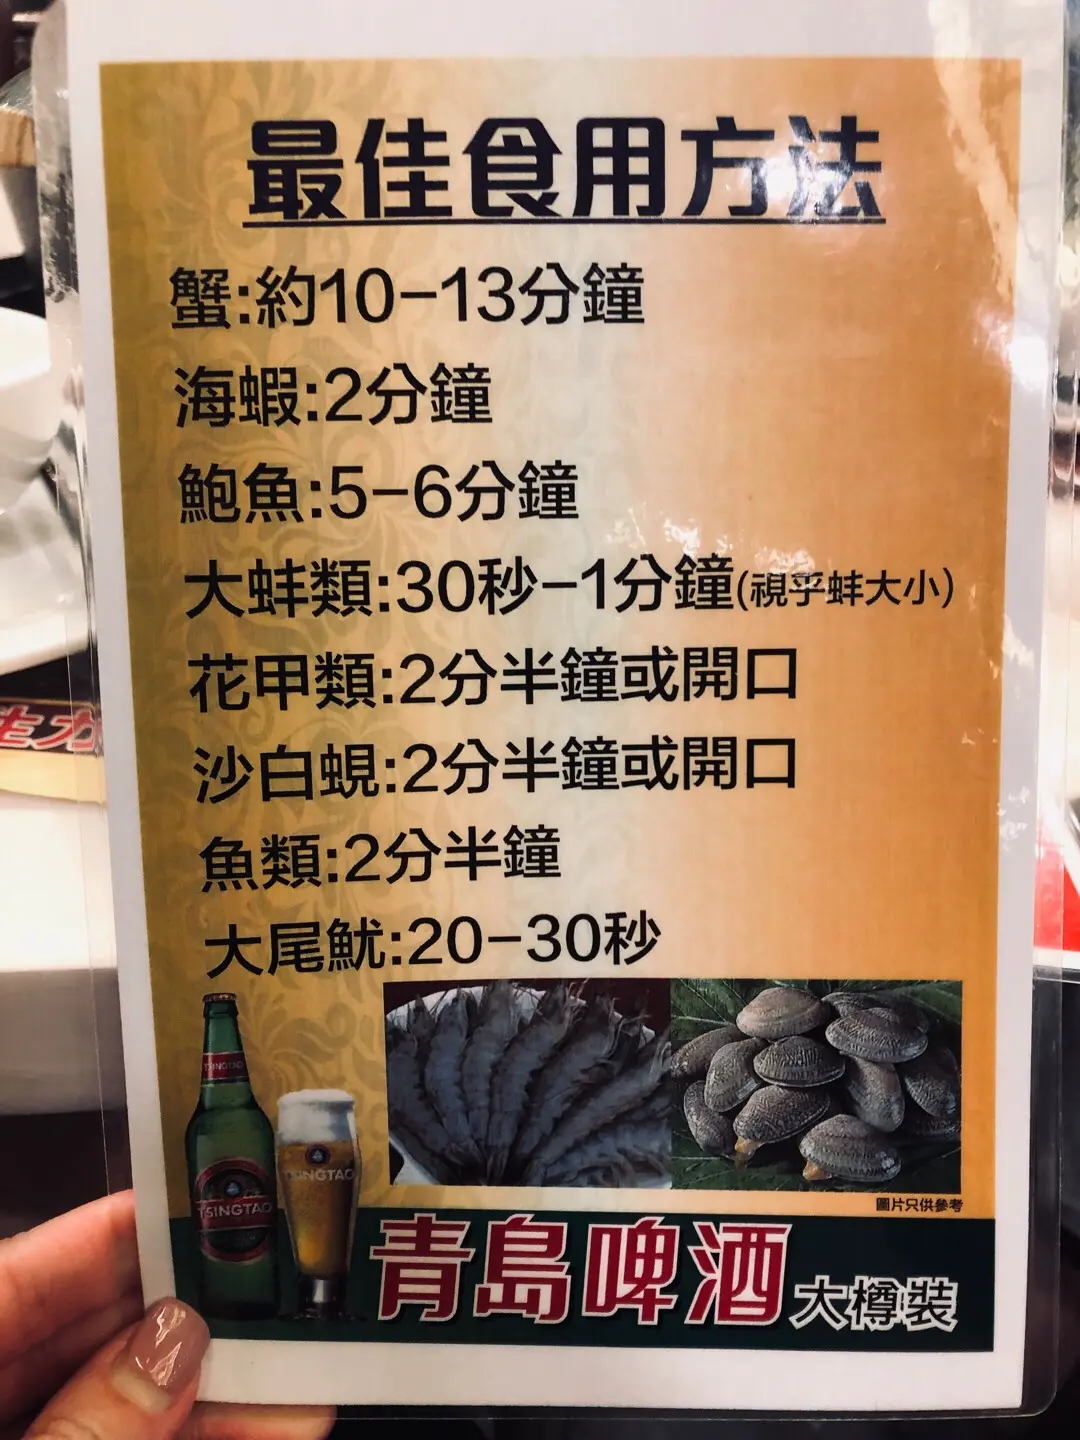 最佳食用方法
蟹:約10-13分鐘
海蝦:2分鐘
鮑魚:5-6分鐘
大蚌類:30秒-1分鐘(視乎蚌大小)
花甲類:2分半鐘或開口
沙白蜆:2分半鐘或開口
魚類:2分半鐘
大尾魷:20-30秒
TSINGTAO
TSINGTAO
TSINGTAO
圖片只供參考
青島啤酒 大樽裝
生力